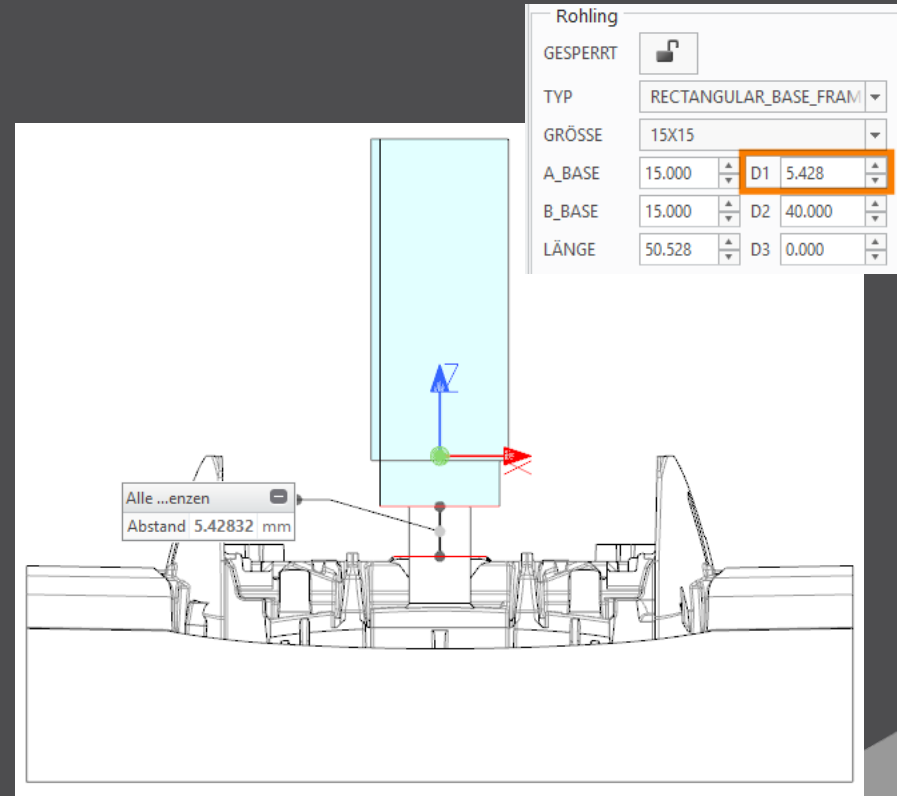 Rohling
GESPERRT
TYP RECTANGULAR_BASE_FRAM
GRÖSSE 15X15
A_BASE 15.000 D1 5.428
B_BASE 15.000 D2 40.000
LÄNGE 50.528 D3 0.000
Z
X
Alle ...enzen
Abstand 5.42832 mm